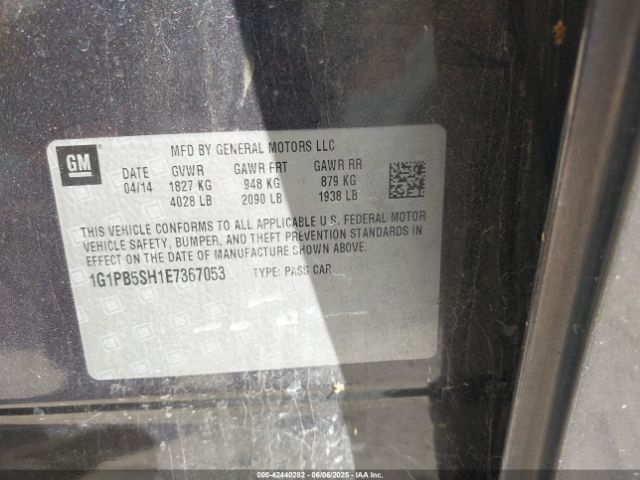 GM
MFD BY GENERAL MOTORS LLC
DATE GVWR GAWR FRT GAWR RR
04/14 1827 KG 948 KG 879 KG
4028 LB 2090 LB 1938 LB
THIS VEHICLE CONFORMS TO ALL APPLICABLE U.S. FEDERAL MOTOR
VEHICLE SAFETY, BUMPER, AND THEFT PREVENTION STANDARDS IN
EFFECT ON THE DATE OF MANUFACTURE SHOWN ABOVE.
1G1PB5SH1E7367053 TYPE: PASS CAR
000-42440282 - 06/06/2025 - IAA Inc.